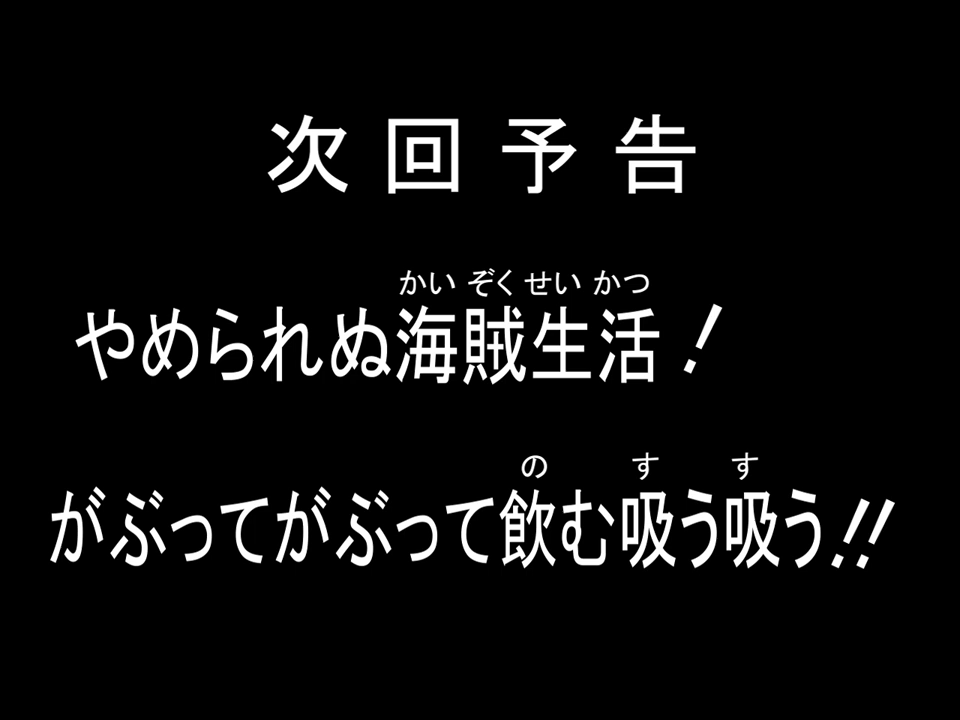 次回予告
かいぞくせいかつ
やめられぬ海賊生活!
の す す
がぶってがぶって飲む吸う吸う!!